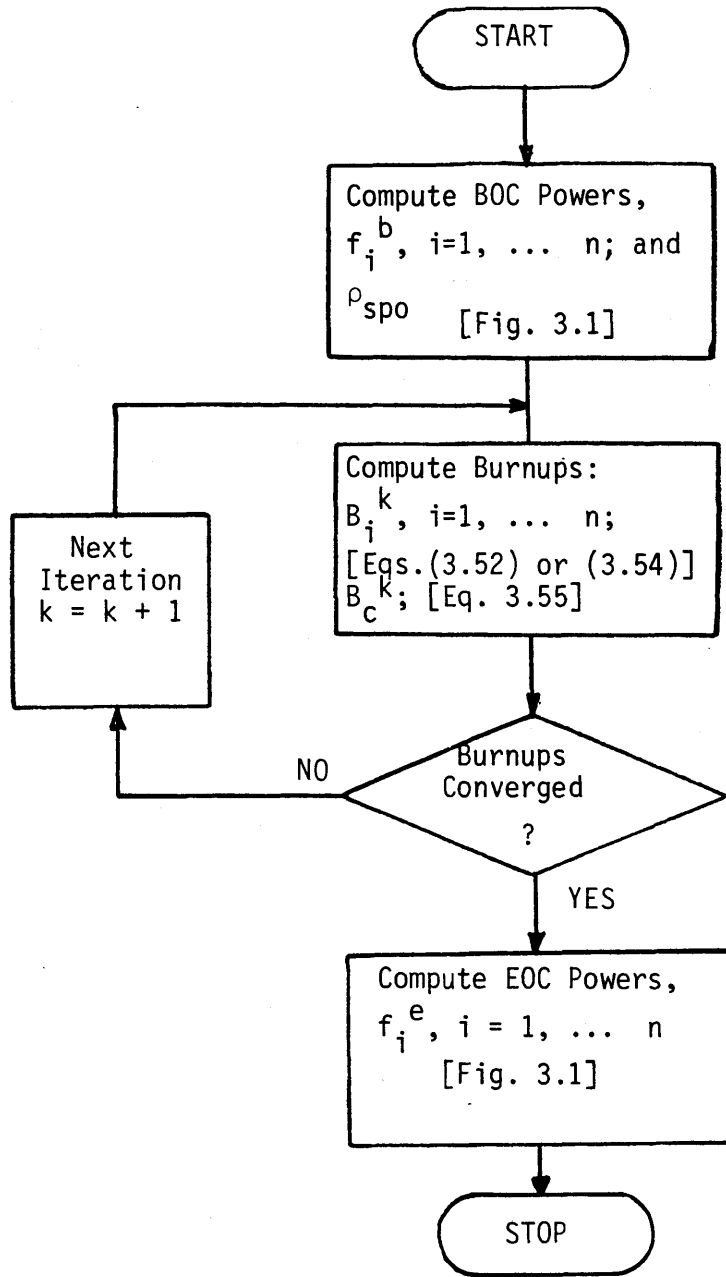 START
Compute BOC Powers,
f_i^b, i=1, ... n; and
ρ_spo [Fig. 3.1]
Compute Burnups:
B_i^k, i=1, ... n;
[Eqs.(3.52) or (3.54)]
B_c^k; [Eq. 3.55]
Next
Iteration
k = k + 1
Burnups
Converged
?
NO
YES
Compute EOC Powers,
f_i^e, i = 1, ... n
[Fig. 3.1]
STOP